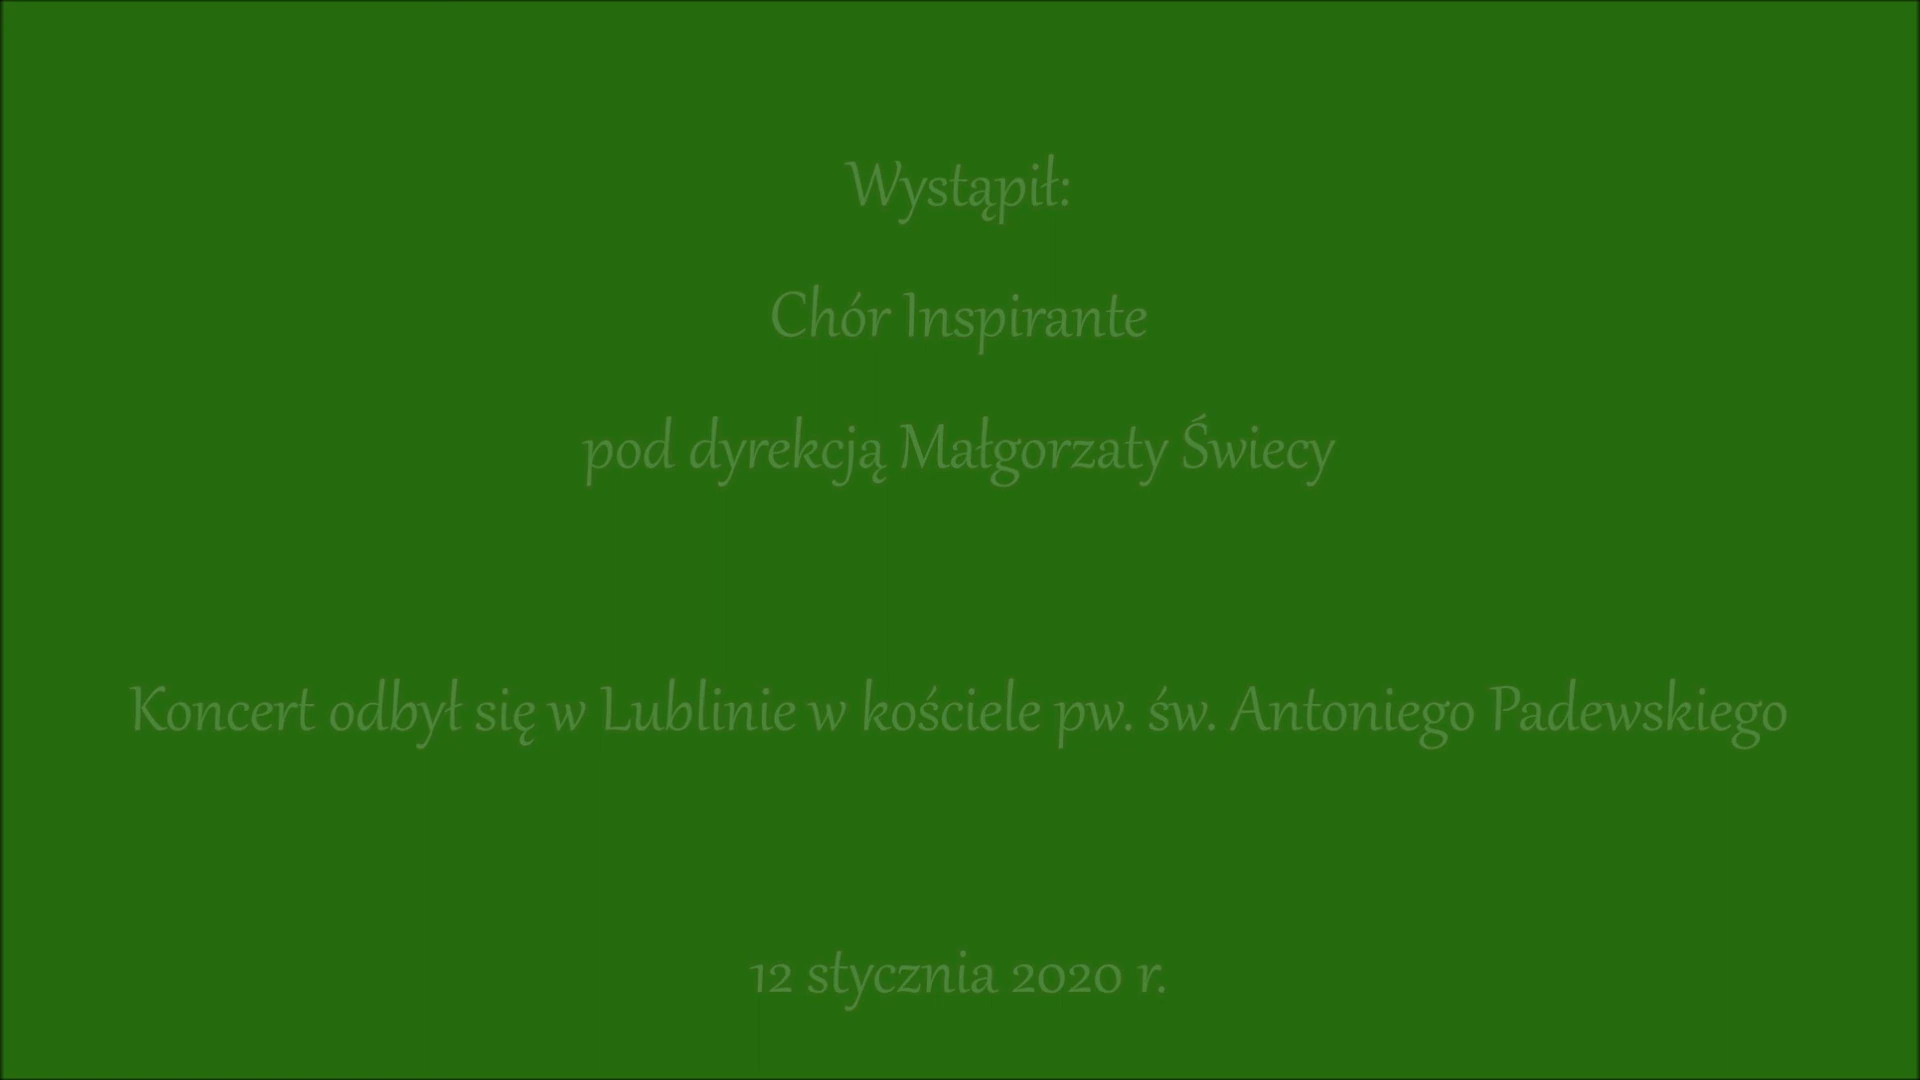 Wystąpił:
Chór Inspirante
pod dyrekcją Małgorzaty Świecy
Koncert odbył się w Lublinie w kościele pw. św. Antoniego Padewskiego
12 stycznia 2020 r.